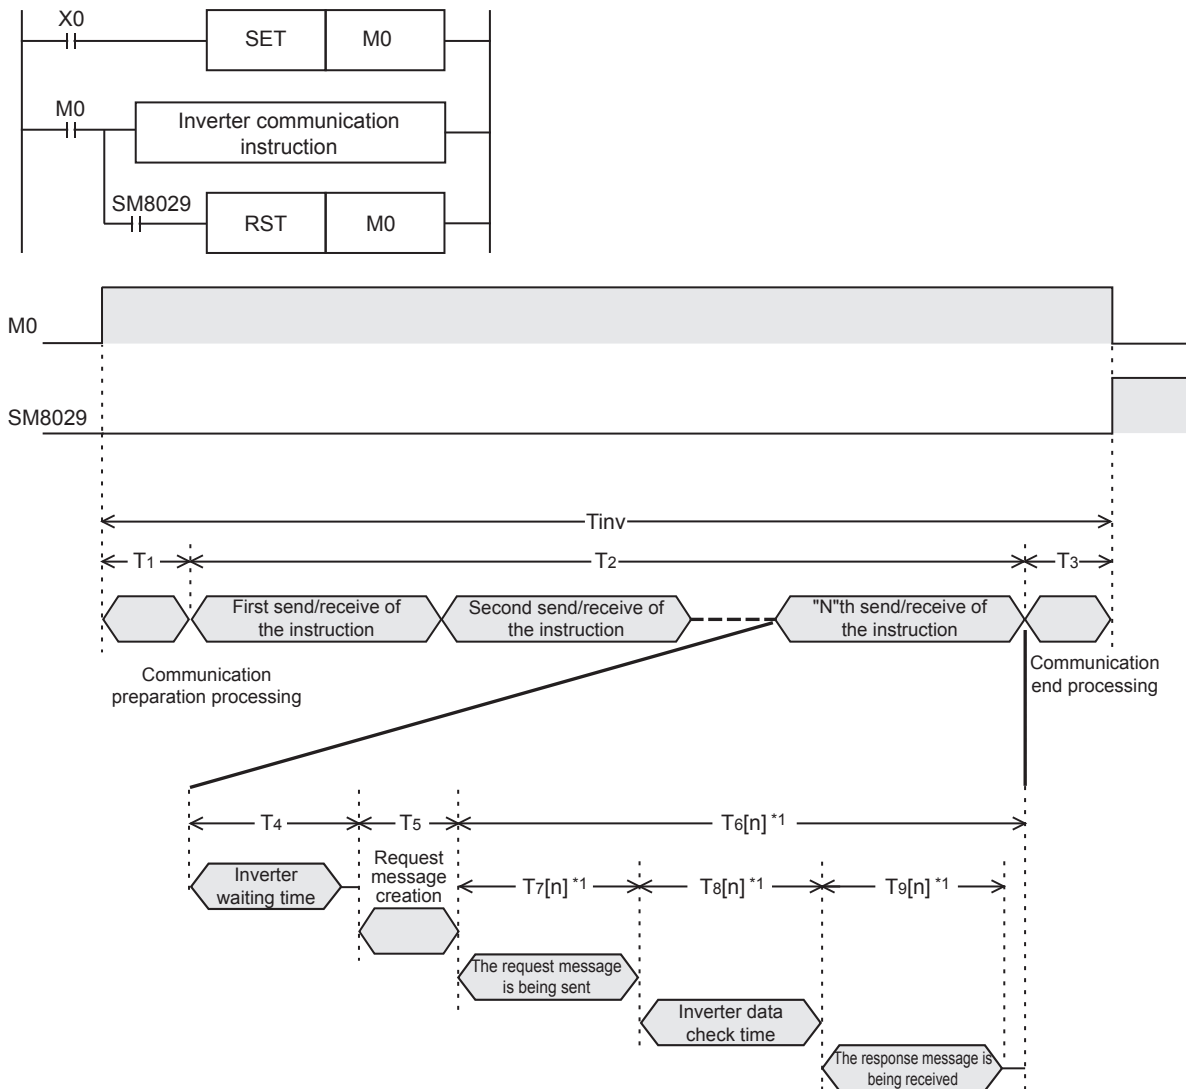 X0
SET M0
M0
Inverter communication
instruction
SM8029
RST M0
M0
SM8029
Tinv
T1 T2 T3
First send/receive of
the instruction
Second send/receive of
the instruction
"N"th send/receive of
the instruction
Communication
preparation processing
Communication
end processing
T4 T5 T6[n] *1
Inverter
waiting time
Request
message
creation
T7[n] *1 T8[n] *1 T9[n] *1
The request message
is being sent
Inverter data
check time
The response message is
being received